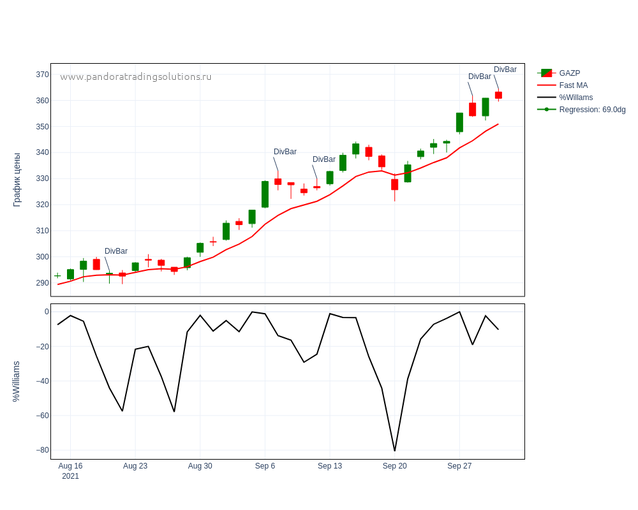 www.pandoratradingsolutions.ru
График цены
370
360
350
340
330
320
310
300
290
DivBar
DivBar
DivBar
DivBar
DivBar
GAZP
Fast MA
%Willams
Regression: 69.0dg
%Williams
0
−20
−40
−60
−80
Aug 16
2021
Aug 23
Aug 30
Sep 6
Sep 13
Sep 20
Sep 27